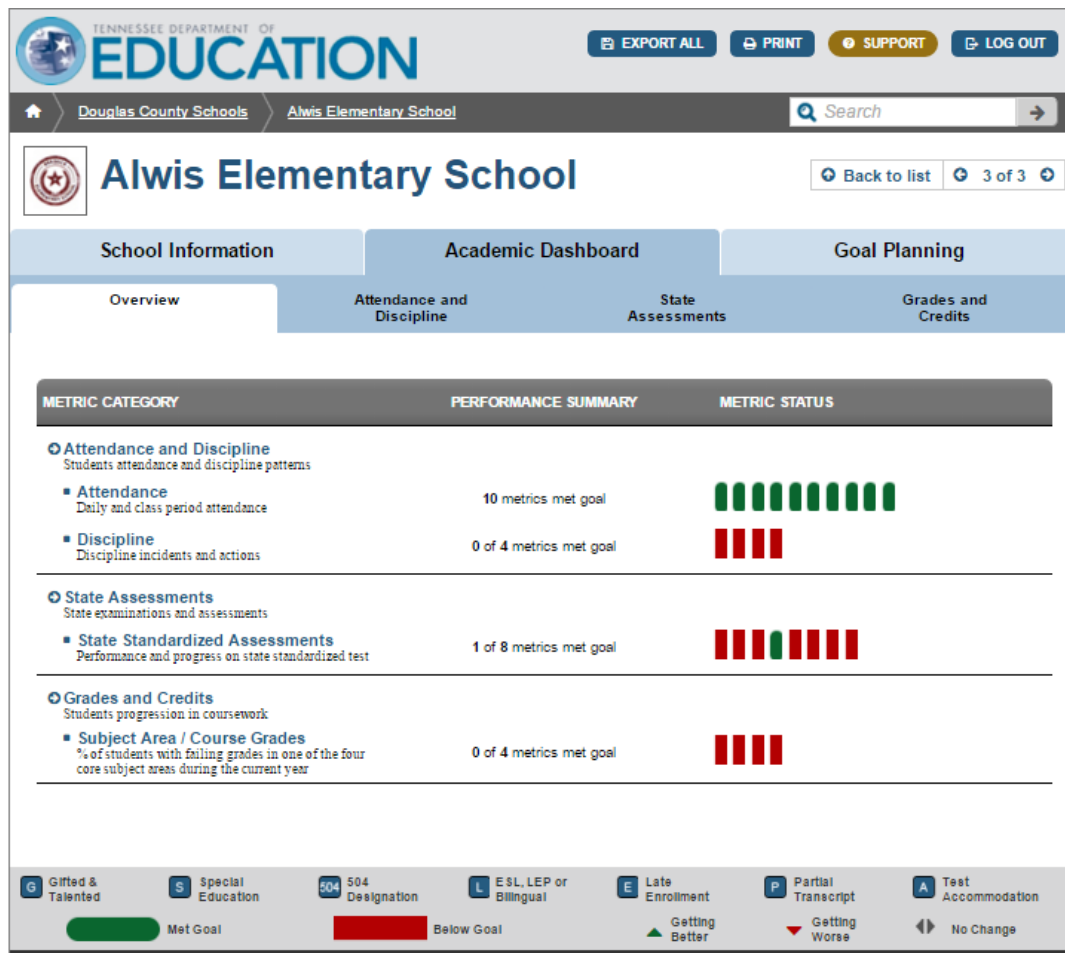 TENNESSEE DEPARTMENT OF
EDUCATION
EXPORT ALL
PRINT
SUPPORT
LOG OUT
Douglas County Schools
Alwis Elementary School
Search
Alwis Elementary School
Back to list
3 of 3
School Information
Academic Dashboard
Goal Planning
Overview
Attendance and
Discipline
State
Assessments
Grades and
Credits
METRIC CATEGORY
PERFORMANCE SUMMARY
METRIC STATUS
Attendance and Discipline
Students attendance and discipline patterns
Attendance
Daily and class period attendance
10 metrics met goal
Discipline
Discipline incidents and actions
0 of 4 metrics met goal
State Assessments
State examinations and assessments
State Standardized Assessments
Performance and progress on state standardized test
1 of 8 metrics met goal
Grades and Credits
Students progression in coursework
Subject Area / Course Grades
% of students with failing grades in one of the four
core subject areas during the current year
0 of 4 metrics met goal
G Gifted &
Talented
S Special
Education
504 504
Designation
L ESL, LEP or
Bilingual
E Late
Enrollment
P Partial
Transcript
A Test
Accommodation
Met Goal
Below Goal
Getting
Better
Getting
Worse
No Change